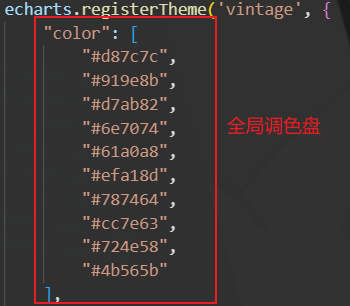 echarts.registerTheme('vintage', {
"color": [
"#d87c7c",
"#919e8b",
"#d7ab82",
"#6e7074",
"#61a0a8",
"#efa18d",
"#787464",
"#cc7e63",
"#724e58",
"#4b565b"
],
全局调色盘